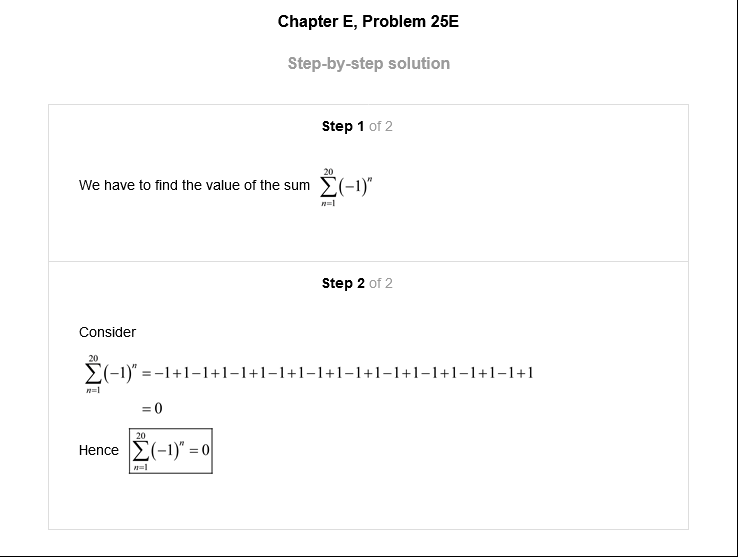 Chapter E, Problem 25E
Step-by-step solution
Step 1 of 2
We have to find the value of the sum \sum_{n=1}^{20}(-1)^n
Step 2 of 2
Consider
\sum_{n=1}^{20}(-1)^n = -1+1-1+1-1+1-1+1-1+1-1+1-1+1-1+1-1+1-1+1
= 0
Hence \sum_{n=1}^{20}(-1)^n = 0